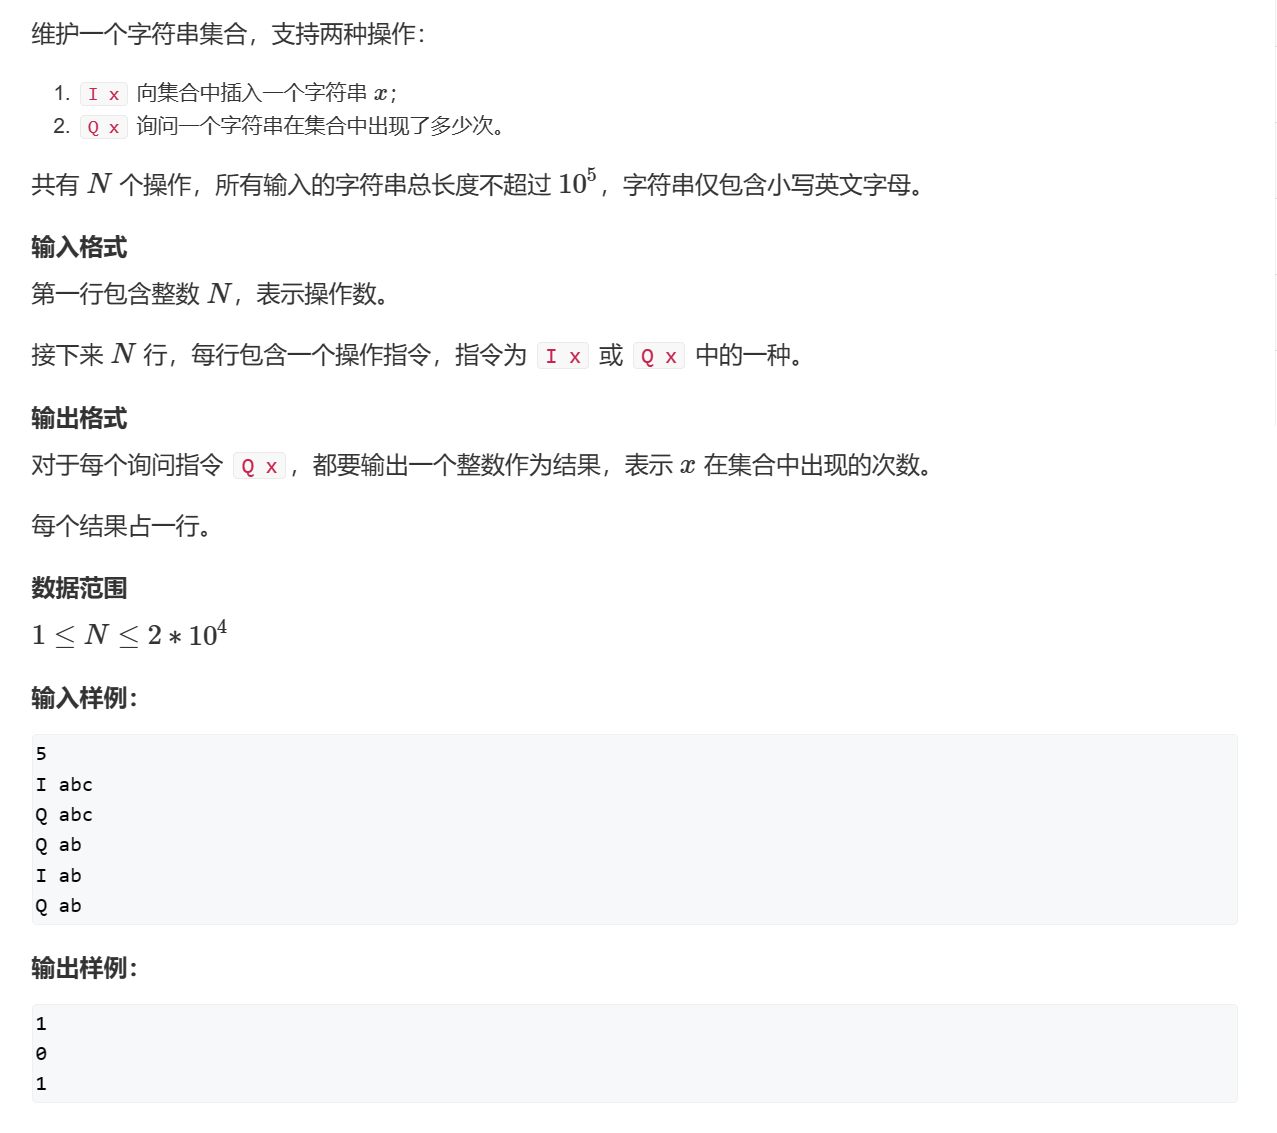 维护一个字符串集合，支持两种操作：
1. I x 向集合中插入一个字符串 x；
2. Q x 询问一个字符串在集合中出现了多少次。
共有 N 个操作，所有输入的字符串总长度不超过 10^5，字符串仅包含小写英文字母。
输入格式
第一行包含整数 N，表示操作数。
接下来 N 行，每行包含一个操作指令，指令为 I x 或 Q x 中的一种。
输出格式
对于每个询问指令 Q x，都要输出一个整数作为结果，表示 x 在集合中出现的次数。
每个结果占一行。
数据范围
1 ≤ N ≤ 2 * 10^4
输入样例：
5
I abc
Q abc
Q ab
I ab
Q ab
输出样例：
1
0
1